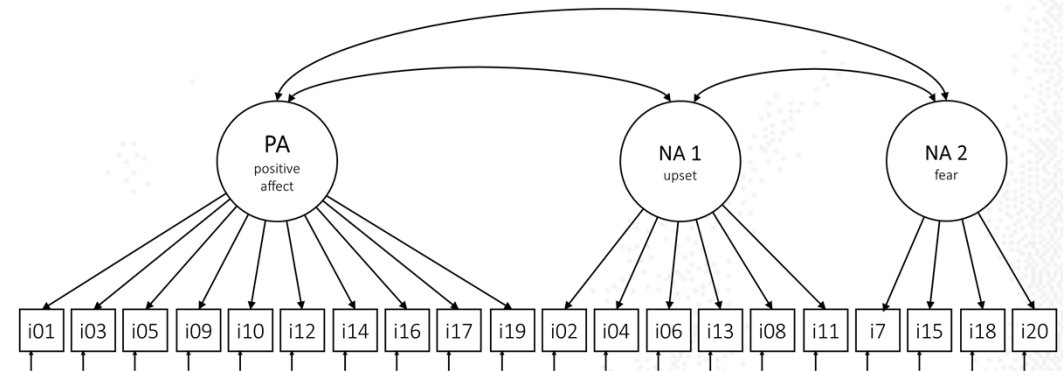 PA
positive
affect
NA 1
upset
NA 2
fear
i01 i03 i05 i09 i10 i12 i14 i16 i17 i19 i02 i04 i06 i13 i08 i11 i7 i15 i18 i20